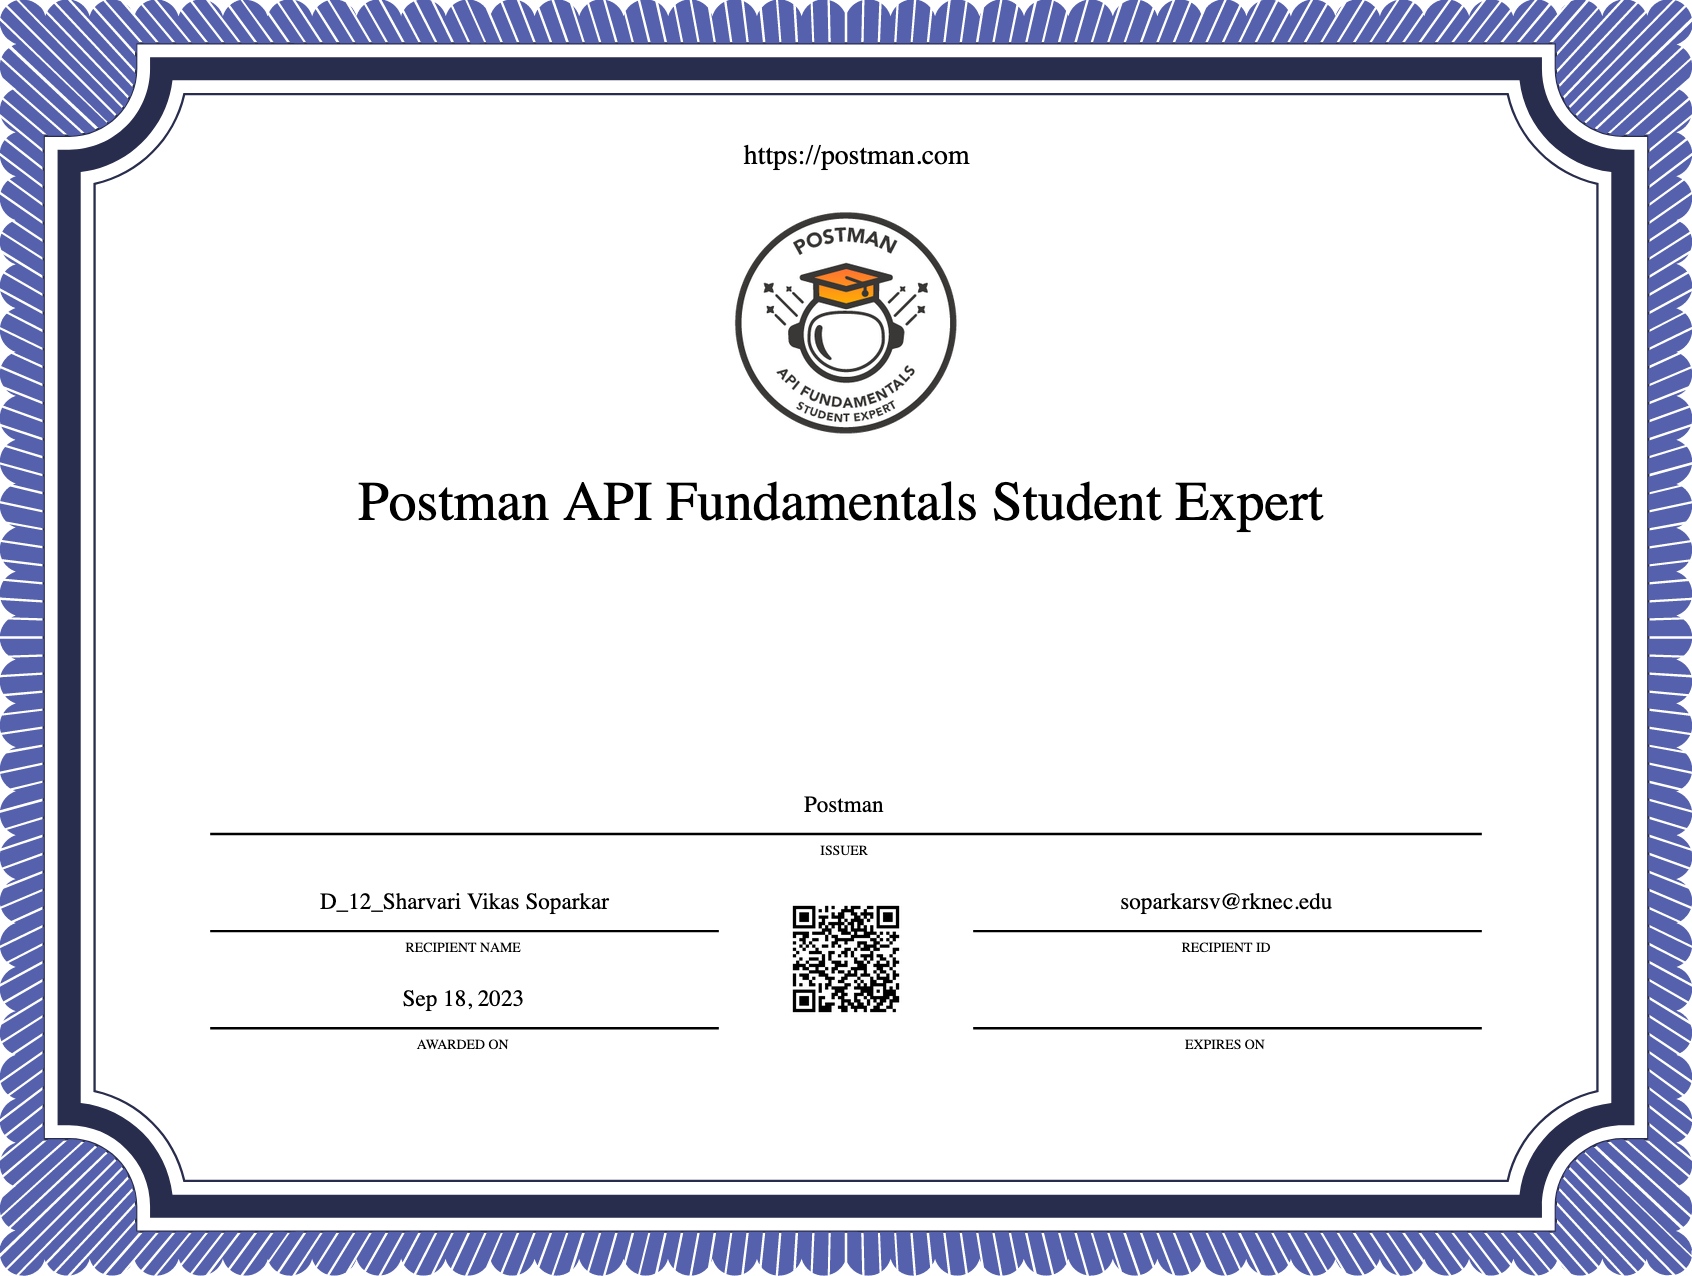 https://postman.com
POSTMAN
API FUNDAMENTALS
STUDENT EXPERT
Postman API Fundamentals Student Expert
Postman
ISSUER
D_12_Sharvari Vikas Soparkar
soparkarsv@rknec.edu
RECIPIENT NAME
RECIPIENT ID
Sep 18, 2023
AWARDED ON
EXPIRES ON